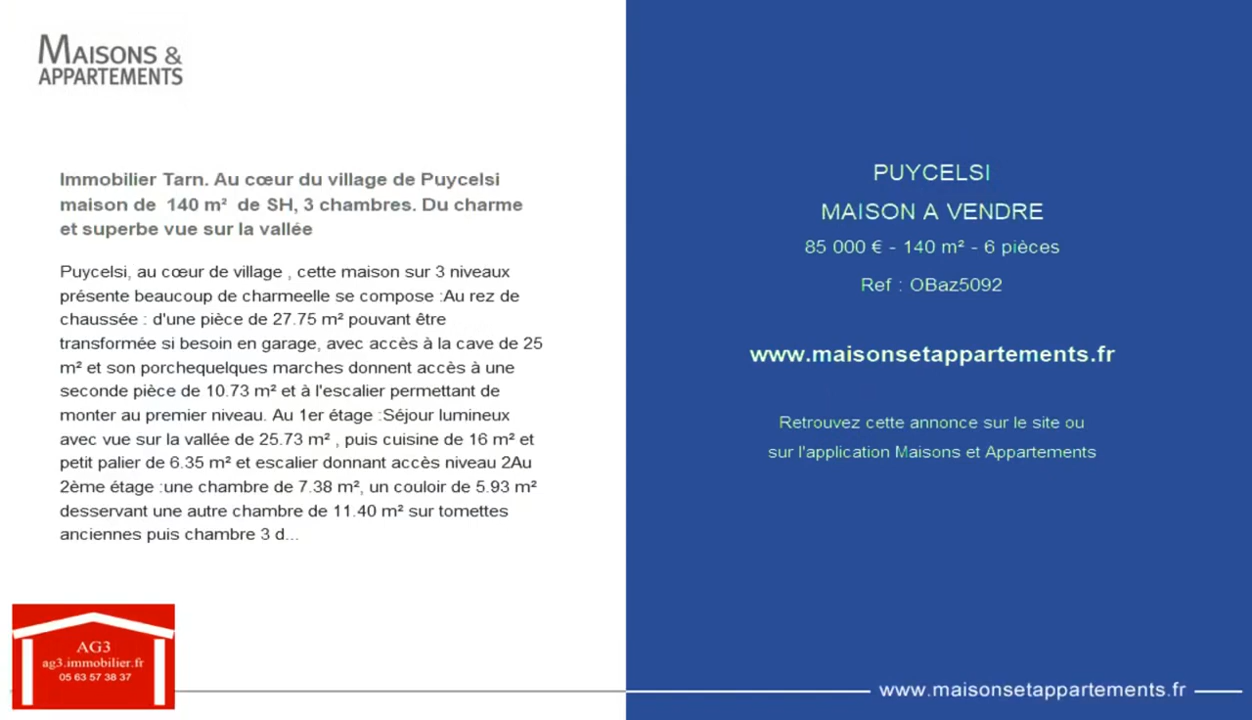 MAISONS &
APPARTEMENTS
Immobilier Tarn. Au cœur du village de Puycelsi
maison de 140 m² de SH, 3 chambres. Du charme
et superbe vue sur la vallée
Puycelsi, au cœur de village , cette maison sur 3 niveaux
présente beaucoup de charmeelle se compose :Au rez de
chaussée : d'une pièce de 27.75 m² pouvant être
transformée si besoin en garage, avec accès à la cave de 25
m² et son porchequelques marches donnent accès à une
seconde pièce de 10.73 m² et à l'escalier permettant de
monter au premier niveau. Au 1er étage :Séjour lumineux
avec vue sur la vallée de 25.73 m² , puis cuisine de 16 m² et
petit palier de 6.35 m² et escalier donnant accès niveau 2Au
2ème étage :une chambre de 7.38 m², un couloir de 5.93 m²
desservant une autre chambre de 11.40 m² sur tomettes
anciennes puis chambre 3 d...
AG3
ag3.immobilier.fr
05 63 57 38 37
PUYCELSI
MAISON A VENDRE
85 000 € - 140 m² - 6 pièces
Ref : OBaz5092
www.maisonsetappartements.fr
Retrouvez cette annonce sur le site ou
sur l'application Maisons et Appartements
www.maisonsetappartements.fr